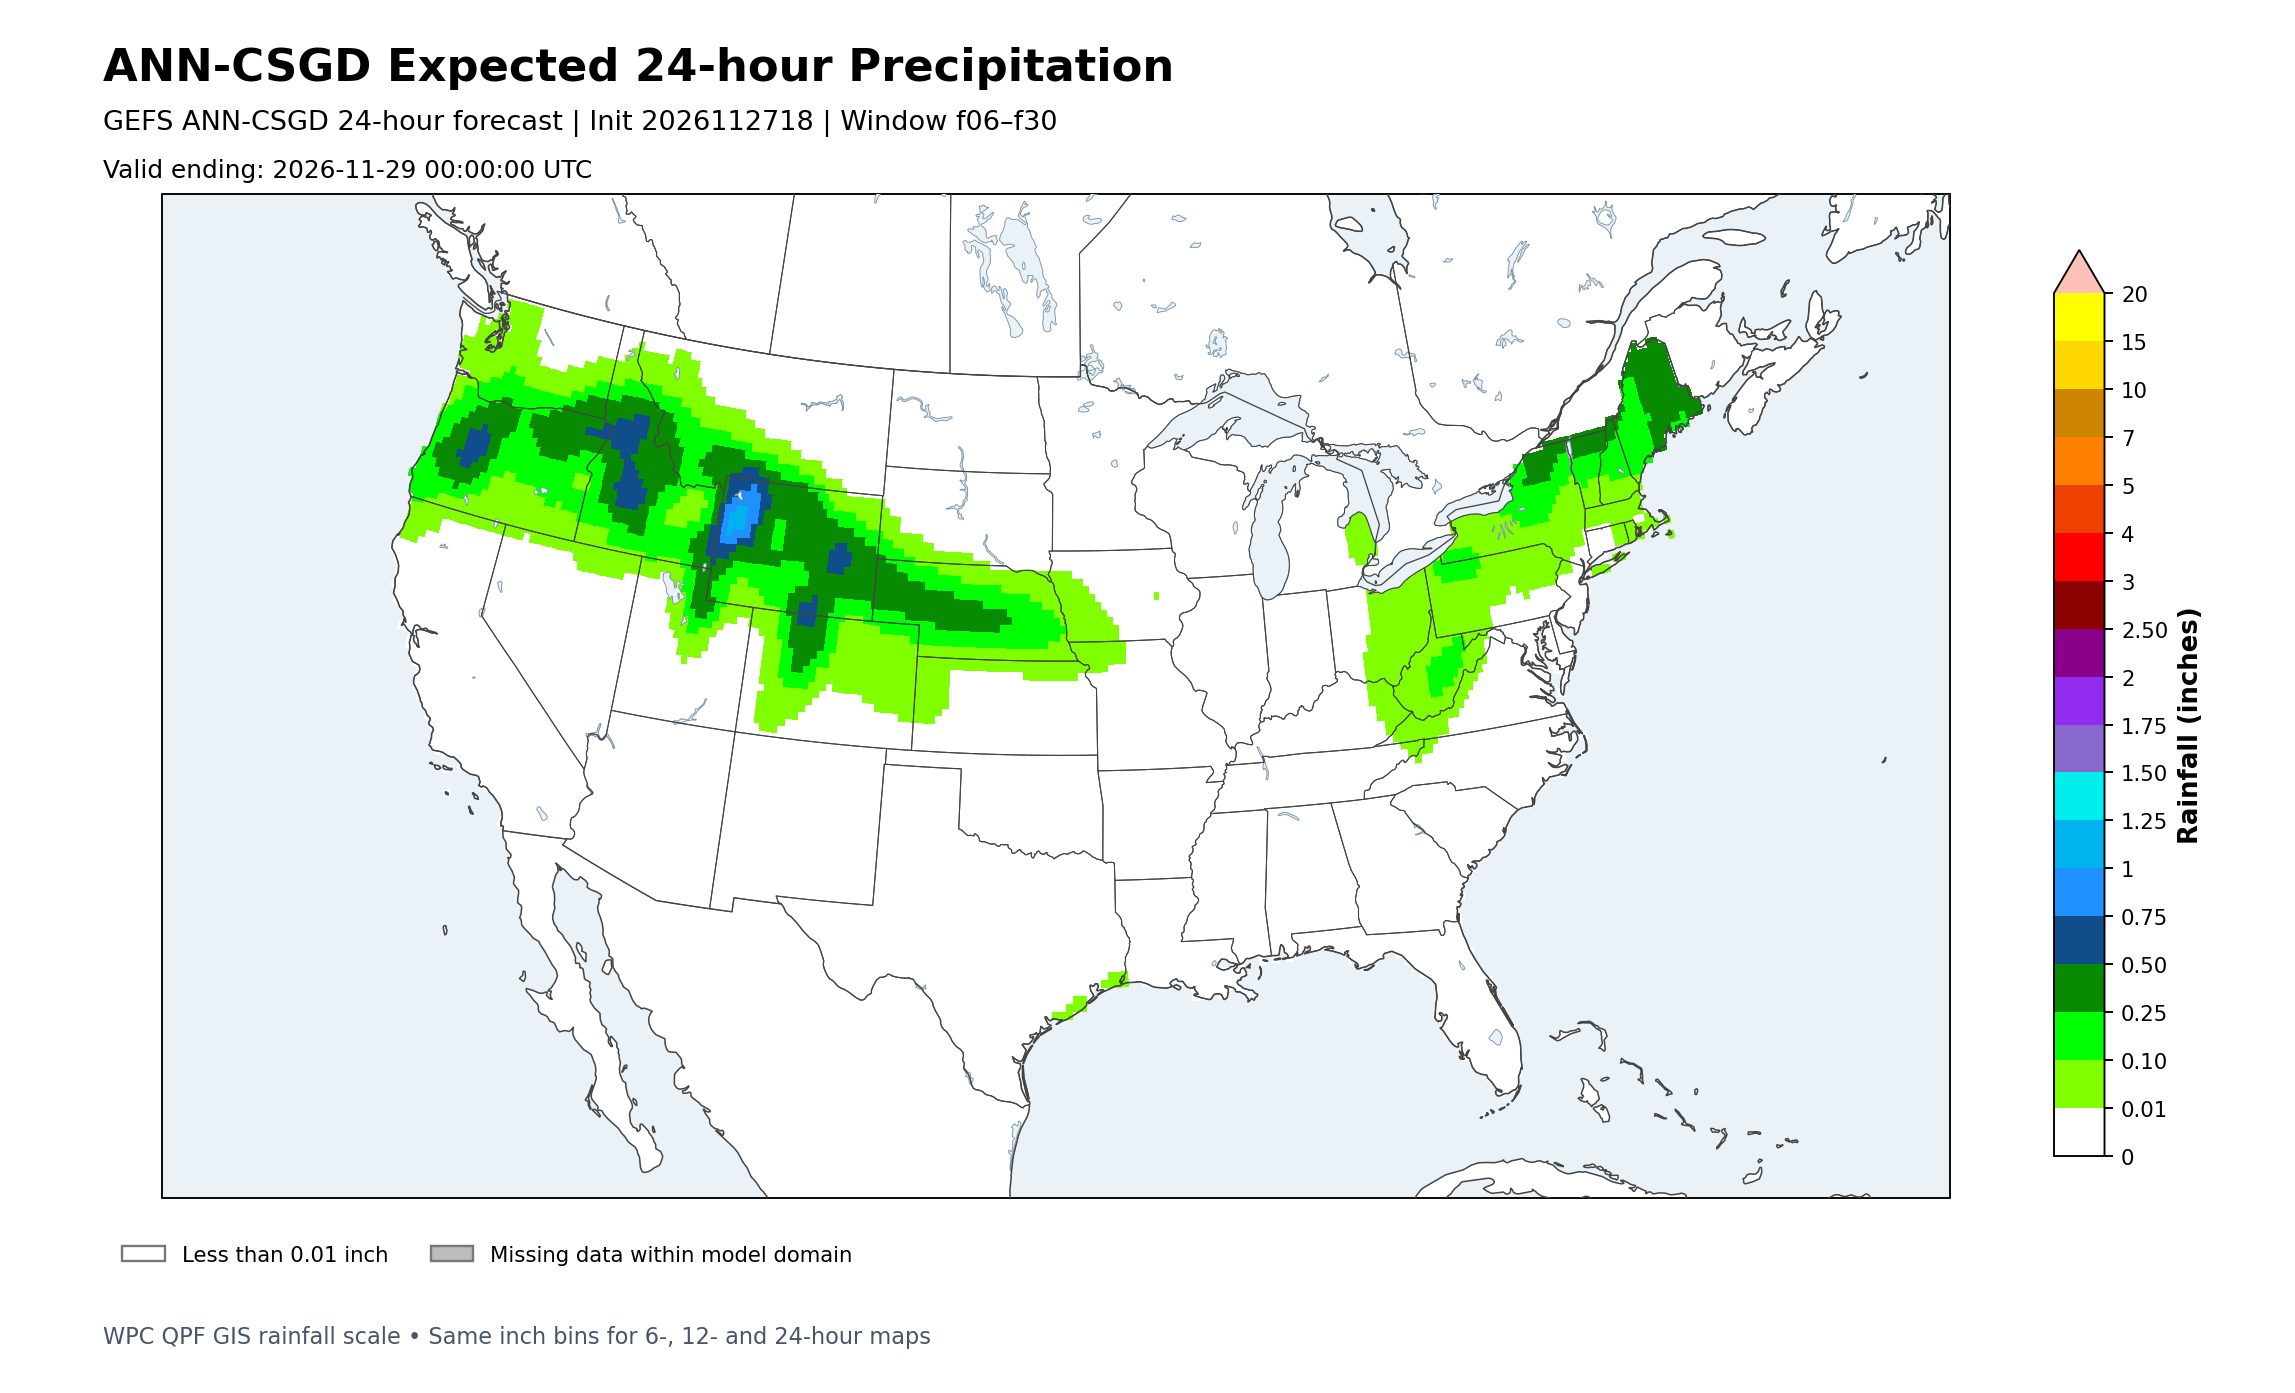 ANN-CSGD Expected 24-hour Precipitation
GEFS ANN-CSGD 24-hour forecast | Init 2026112718 | Window f06–f30
Valid ending: 2026-11-29 00:00:00 UTC
20
15
10
7
5
4
3
2.50
2
1.75
1.50
1.25
1
0.75
0.50
0.25
0.10
0.01
0
Rainfall (inches)
Less than 0.01 inch
Missing data within model domain
WPC QPF GIS rainfall scale • Same inch bins for 6-, 12- and 24-hour maps